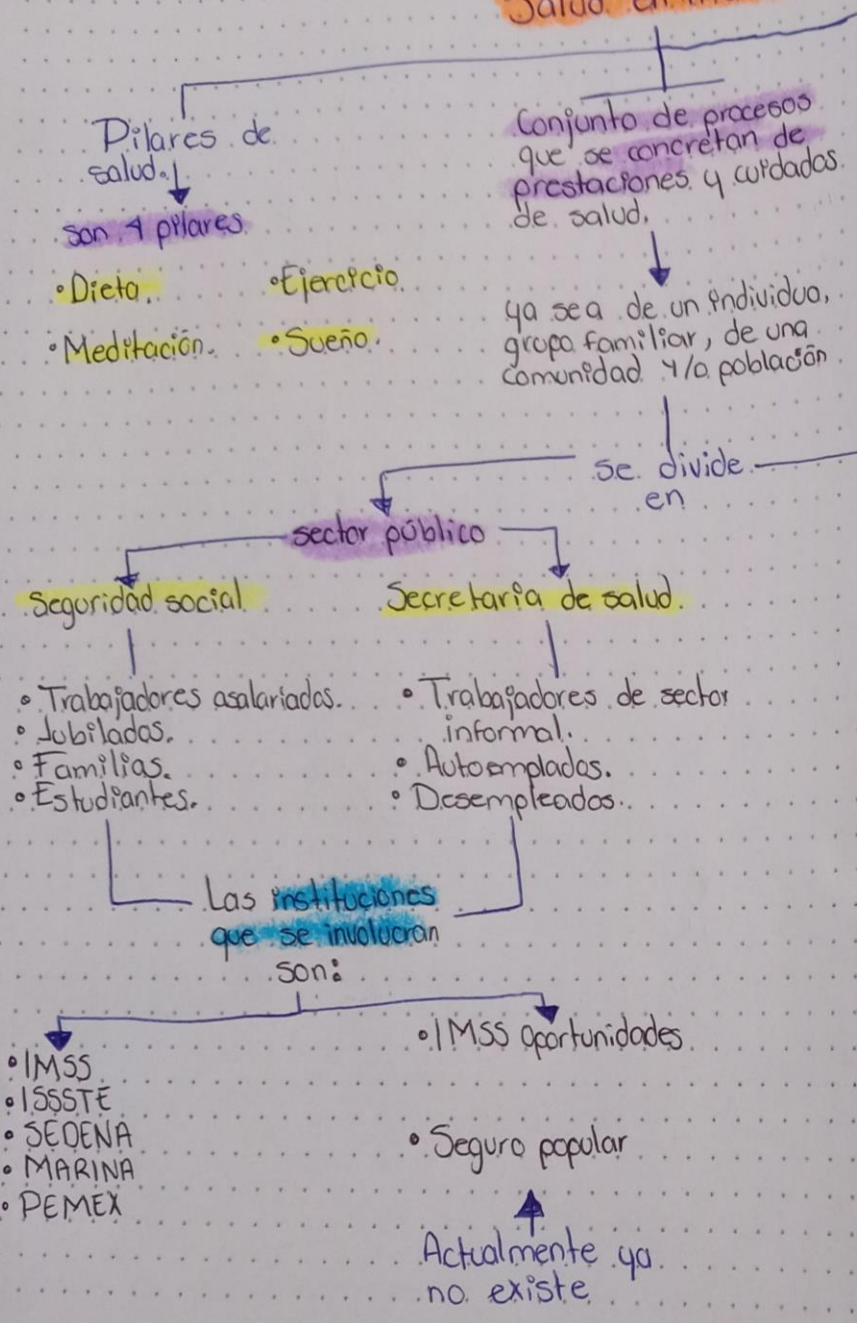 Salud en
Pilares de
salud.
son 4 pilares
• Dieta.
• Ejercicio
• Meditación.
• Sueño.
Conjunto de procesos
que se concretan de
prestaciones y cuidados
de salud.
ya sea de un individuo,
grupo familiar, de una
comunidad y/o población
se divide
en
sector público
Seguridad social
Secretaría de salud.
• Trabajadores asalariados.
• Jubilados.
• Familias.
• Estudiantes.
• Trabajadores de sector
informal.
• Autoemplados.
• Desempleados.
Las instituciones
que se involucran
son:
• IMSS
• ISSSTE
• SEDENA
• MARINA
• PEMEX
• IMSS oportunidades
• Seguro popular
Actualmente ya
no existe